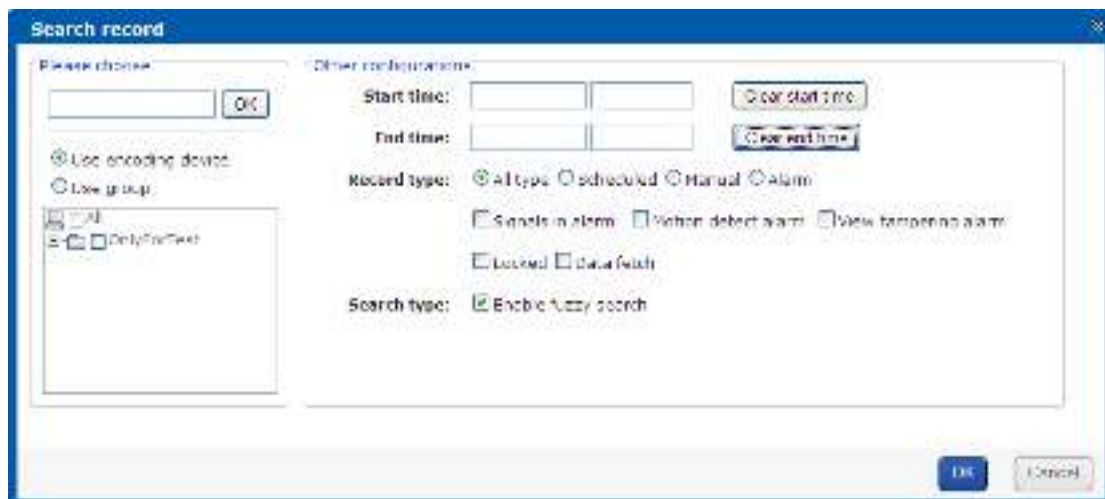 Search record
Please choose
OK
Use encoding device
Use group
All
OnlyForTest
Other configurations
Start time:
Clear start time
End time:
Clear end time
Record type:
All type Scheduled Manual Alarm
Signals in alarm Motion detect alarm View tampering alarm
Locked Data fetch
Search type:
Enable fuzzy search
OK
Cancel